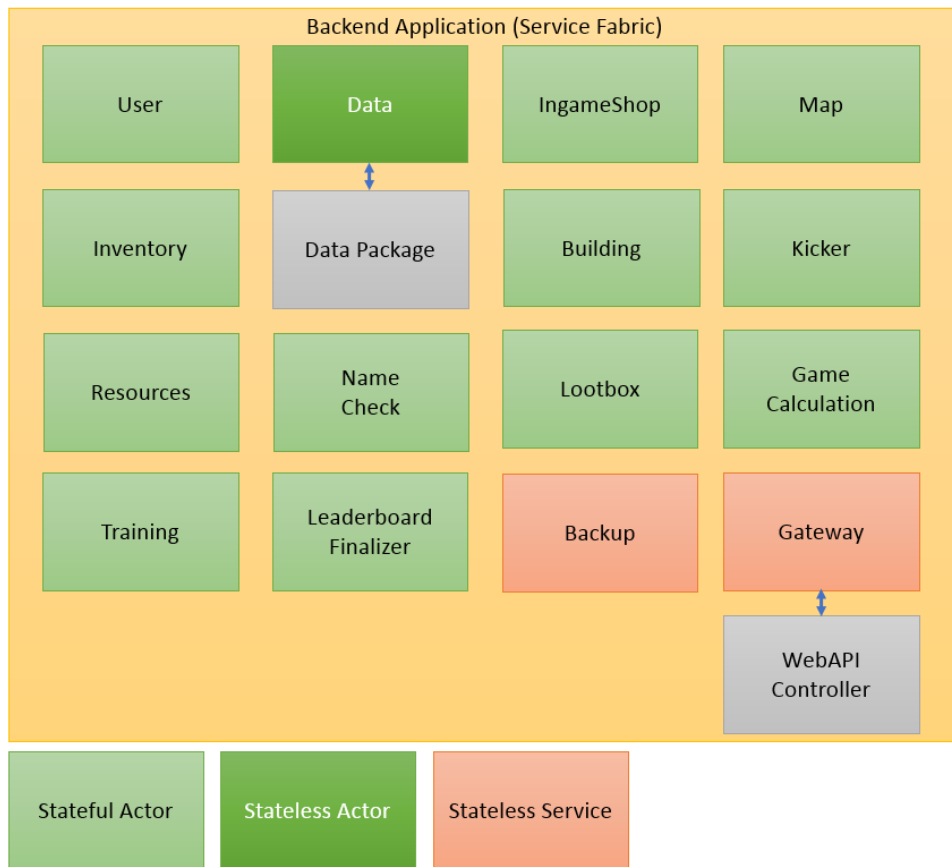 Backend Application (Service Fabric)
User
Data
IngameShop
Map
Inventory
Data Package
Building
Kicker
Resources
Name
Check
Lootbox
Game
Calculation
Training
Leaderboard
Finalizer
Backup
Gateway
WebAPI
Controller
Stateful Actor
Stateless Actor
Stateless Service